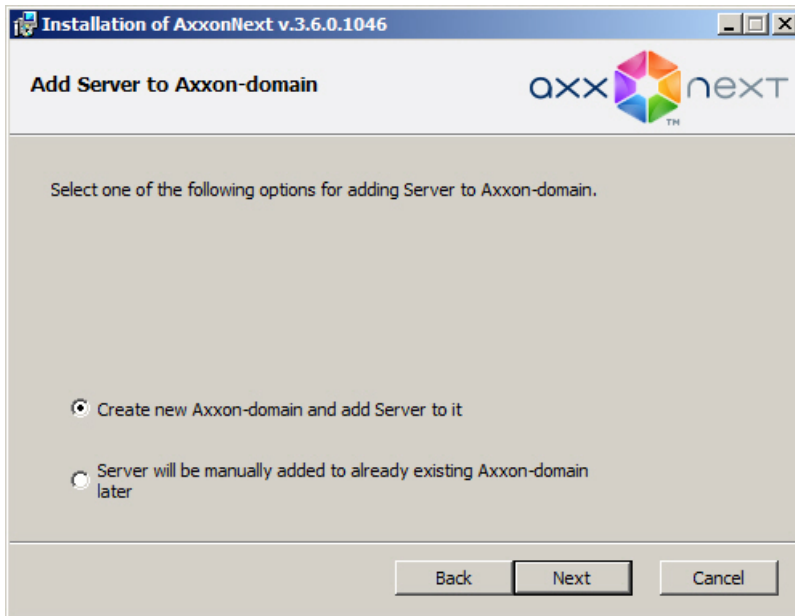 Installation of AxxonNext v.3.6.0.1046
Add Server to Axxon-domain
axxonext
TM
Select one of the following options for adding Server to Axxon-domain.
Create new Axxon-domain and add Server to it
Server will be manually added to already existing Axxon-domain
later
Back Next Cancel